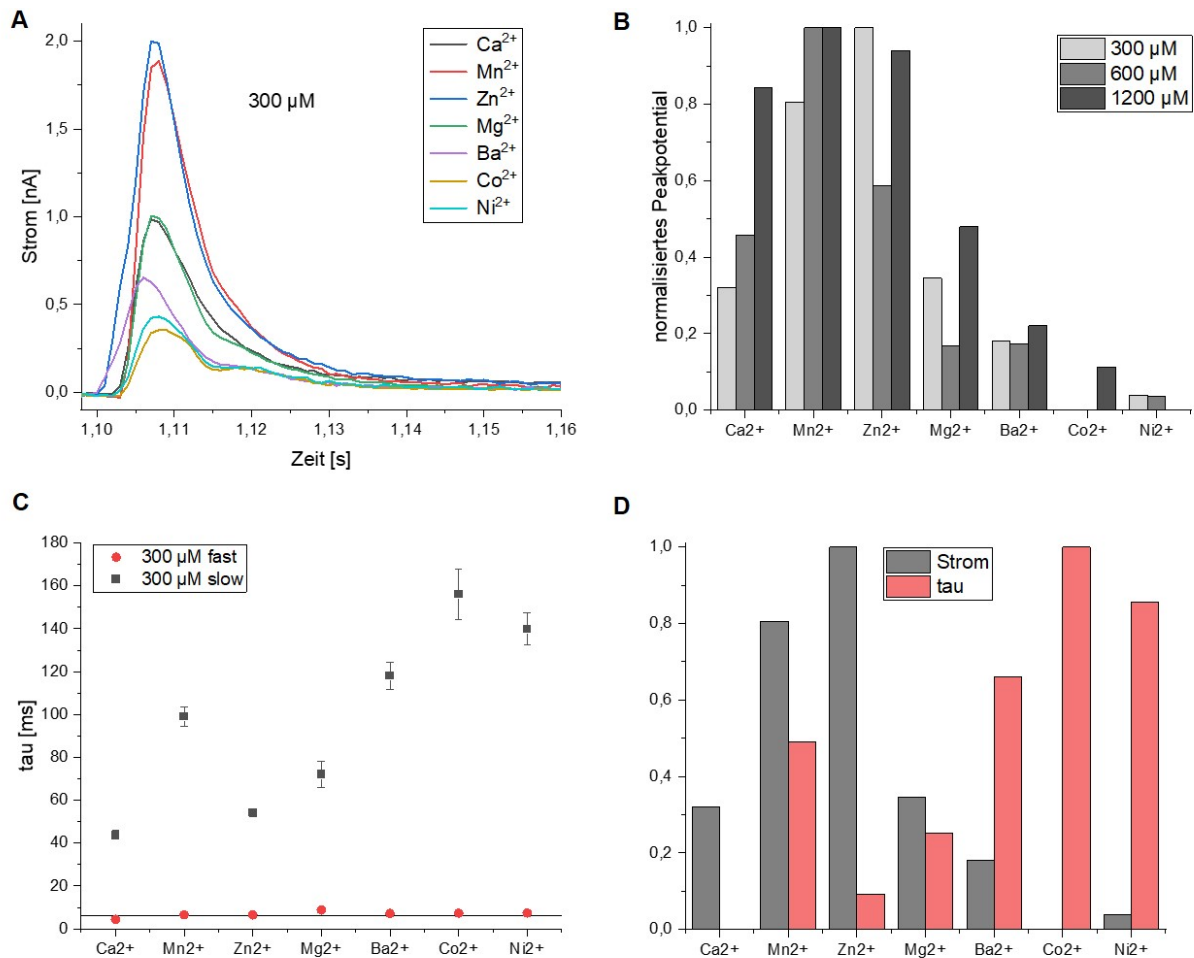 A
Ca2+
Mn2+
Zn2+
Mg2+
Ba2+
Co2+
Ni2+
300 µM
Strom [nA]
2,0
1,5
1,0
0,5
0,0
1,10 1,11 1,12 1,13 1,14 1,15 1,16
Zeit [s]
B
300 µM
600 µM
1200 µM
normalisiertes Peakpotential
1,0
0,8
0,6
0,4
0,2
0,0
Ca2+ Mn2+ Zn2+ Mg2+ Ba2+ Co2+ Ni2+
C
300 µM fast
300 µM slow
tau [ms]
180
160
140
120
100
80
60
40
20
0
Ca2+ Mn2+ Zn2+ Mg2+ Ba2+ Co2+ Ni2+
D
Strom
tau
1,0
0,8
0,6
0,4
0,2
0,0
Ca2+ Mn2+ Zn2+ Mg2+ Ba2+ Co2+ Ni2+